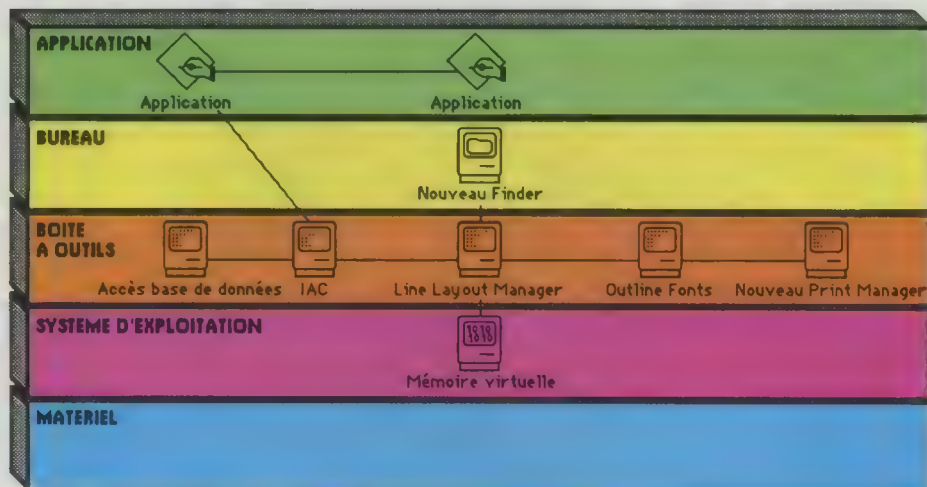 APPLICATION
Application Application
BUREAU
Nouveau Finder
BOITE
A OUTILS
Accès base de données IAC Line Layout Manager Outline Fonts Nouveau Print Manager
SYSTEME D'EXPLOITATION
Mémoire virtuelle
MATERIEL